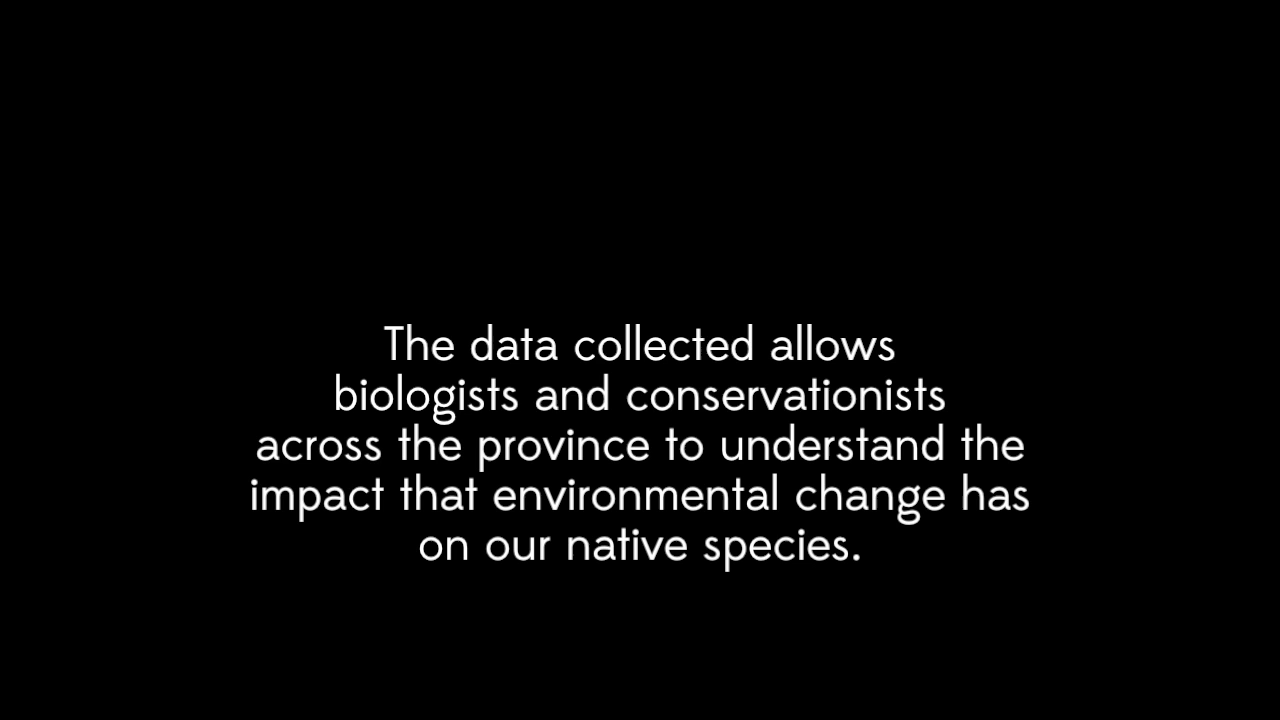 The data collected allows
biologists and conservationists
across the province to understand the
impact that environmental change has
on our native species.